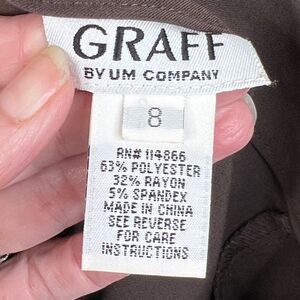 GRAFF
BY UM COMPANY
8
RN# 114866
63% POLYESTER
32% RAYON
5% SPANDEX
MADE IN CHINA
SEE REVERSE
FOR CARE
INSTRUCTIONS